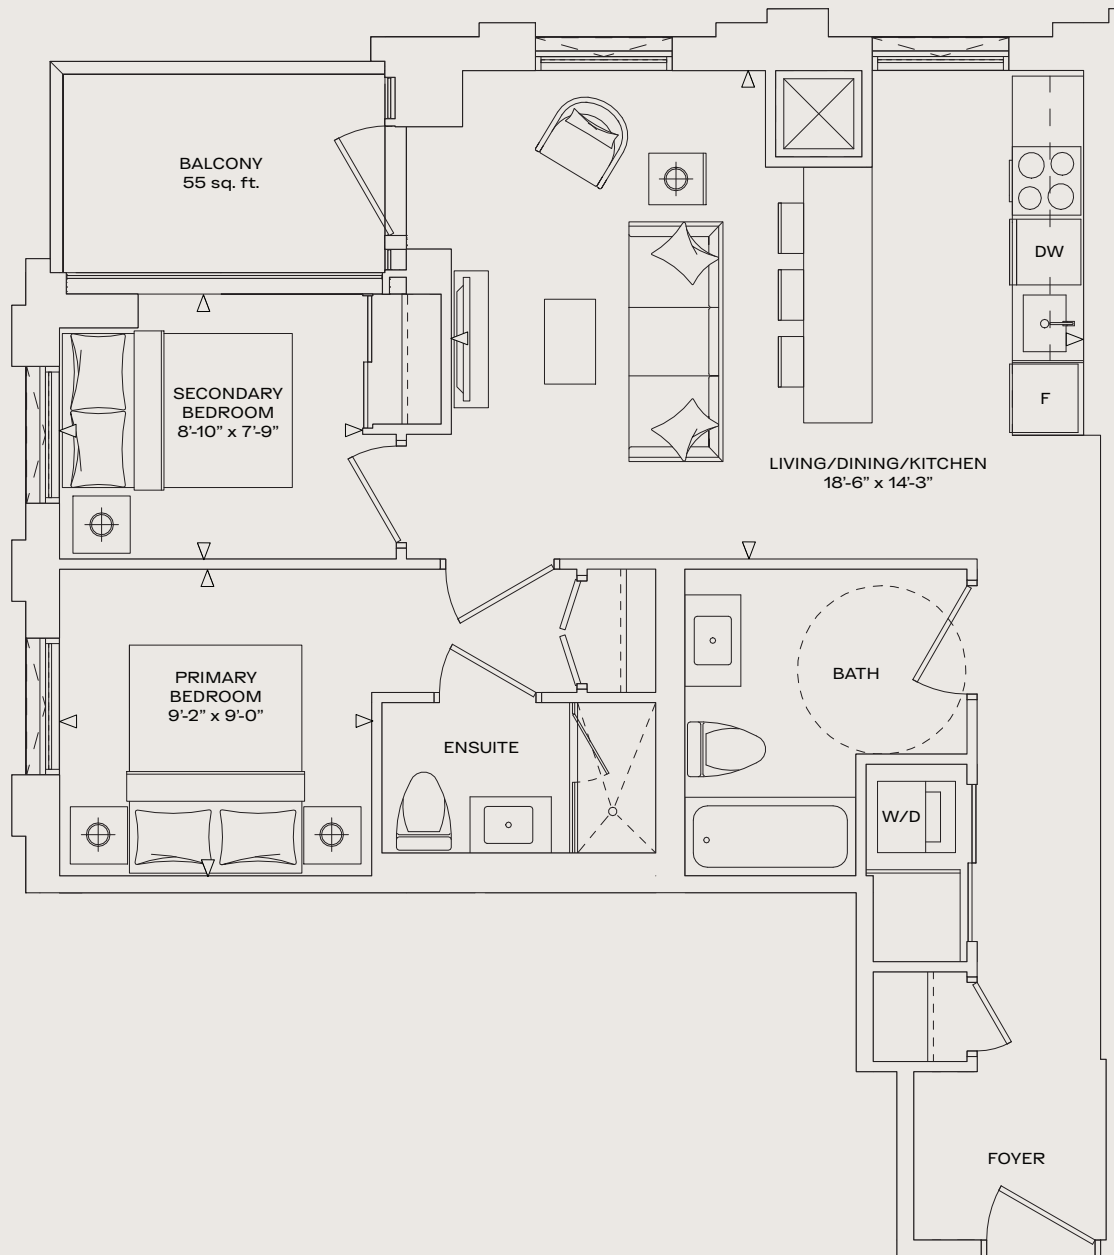 BALCONY
55 sq. ft.
DW
SECONDARY
BEDROOM
8'-10" x 7'-9"
F
LIVING/DINING/KITCHEN
18'-6" x 14'-3"
PRIMARY
BEDROOM
9'-2" x 9'-0"
BATH
ENSUITE
W/D
FOYER